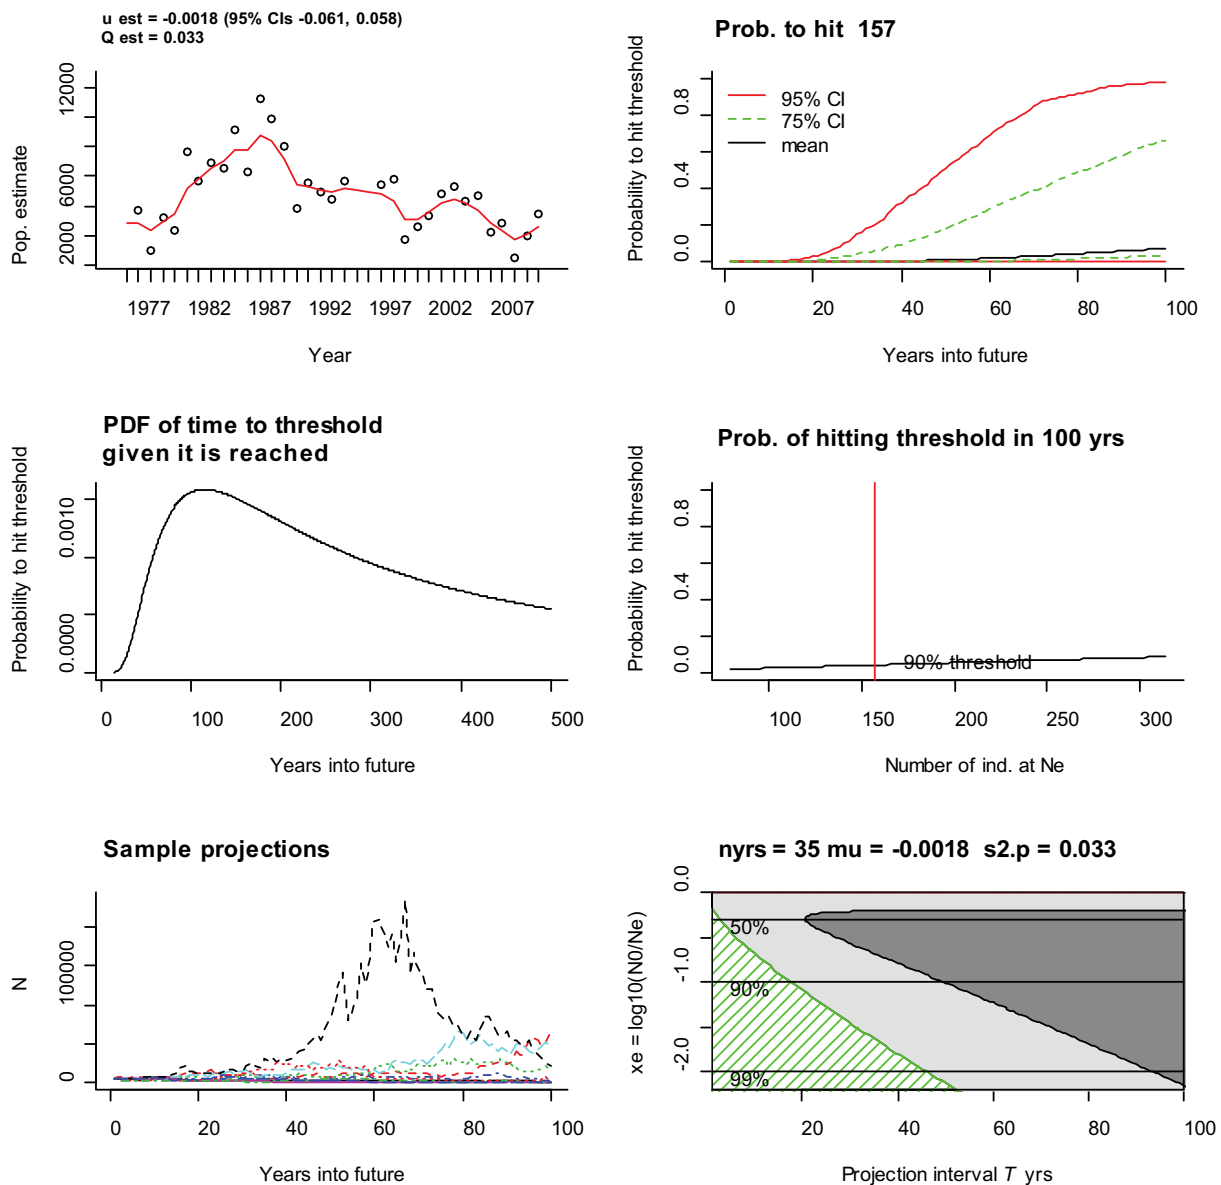 u est = -0.0018 (95% CIs -0.061, 0.058)
Q est = 0.033
Pop. estimate
2000
6000
12000
1977 1982 1987 1992 1997 2002 2007
Year
Prob. to hit 157
Probability to hit threshold
0.0
0.4
0.8
95% CI
75% CI
mean
0 20 40 60 80 100
Years into future
PDF of time to threshold
given it is reached
Probability to hit threshold
0.0000
0.0010
0 100 200 300 400 500
Years into future
Prob. of hitting threshold in 100 yrs
Probability to hit threshold
0.0
0.4
0.8
90% threshold
100 150 200 250 300
Number of ind. at Ne
Sample projections
N
0
100000
0 20 40 60 80 100
Years into future
nyrs = 35 mu = -0.0018 s2.p = 0.033
xe = log10(N0/Ne)
-2.0
-1.0
0.0
50%
90%
99%
20 40 60 80 100
Projection interval T yrs